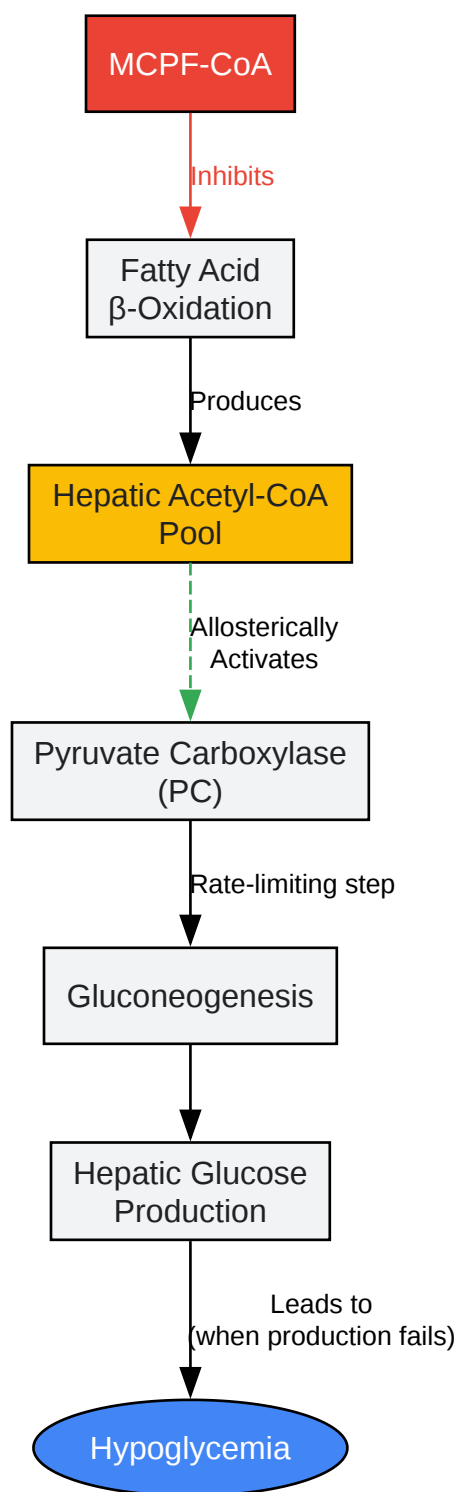 MCPF-CoA
Inhibits
Fatty Acid
β-Oxidation
Produces
Hepatic Acetyl-CoA
Pool
Allosterically
Activates
Pyruvate Carboxylase
(PC)
Rate-limiting step
Gluconeogenesis
Hepatic Glucose
Production
Leads to
(when production fails)
Hypoglycemia